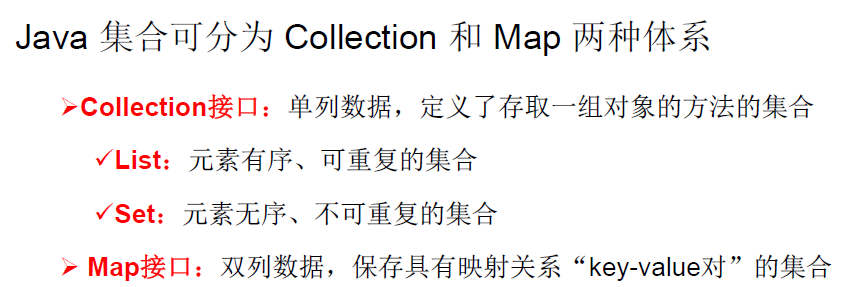 Java 集合可分为 Collection 和 Map 两种体系
➢Collection接口：单列数据，定义了存取一组对象的方法的集合
✓List：元素有序、可重复的集合
✓Set：元素无序、不可重复的集合
➢ Map接口：双列数据，保存具有映射关系“key-value对”的集合